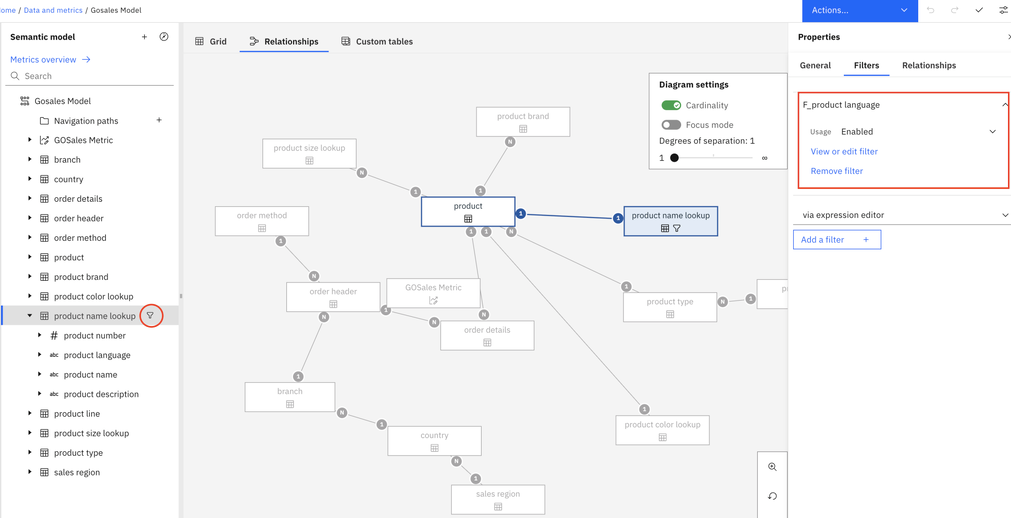 ome / Data and metrics / Gosales Model
Actions...
Semantic model
Metrics overview
Search
Gosales Model
Navigation paths
GOSales Metric
branch
country
order details
order header
order method
product
product brand
product color lookup
product name lookup
# product number
abc product language
abc product name
abc product description
product line
product size lookup
product type
sales region
Grid
Relationships
Custom tables
Diagram settings
Cardinality
Focus mode
Degrees of separation: 1
1 ∞
product brand
N
product size lookup
N
1
1
product
1
1
product name lookup
1
1
N
order method
1
N
order header
GOSales Metric
1
N
N
order details
1
product type
N
1
N
1
branch
N
1
country
N
1
sales region
1
product color lookup
Properties
General
Filters
Relationships
F_product language
Usage Enabled
View or edit filter
Remove filter
via expression editor
Add a filter +